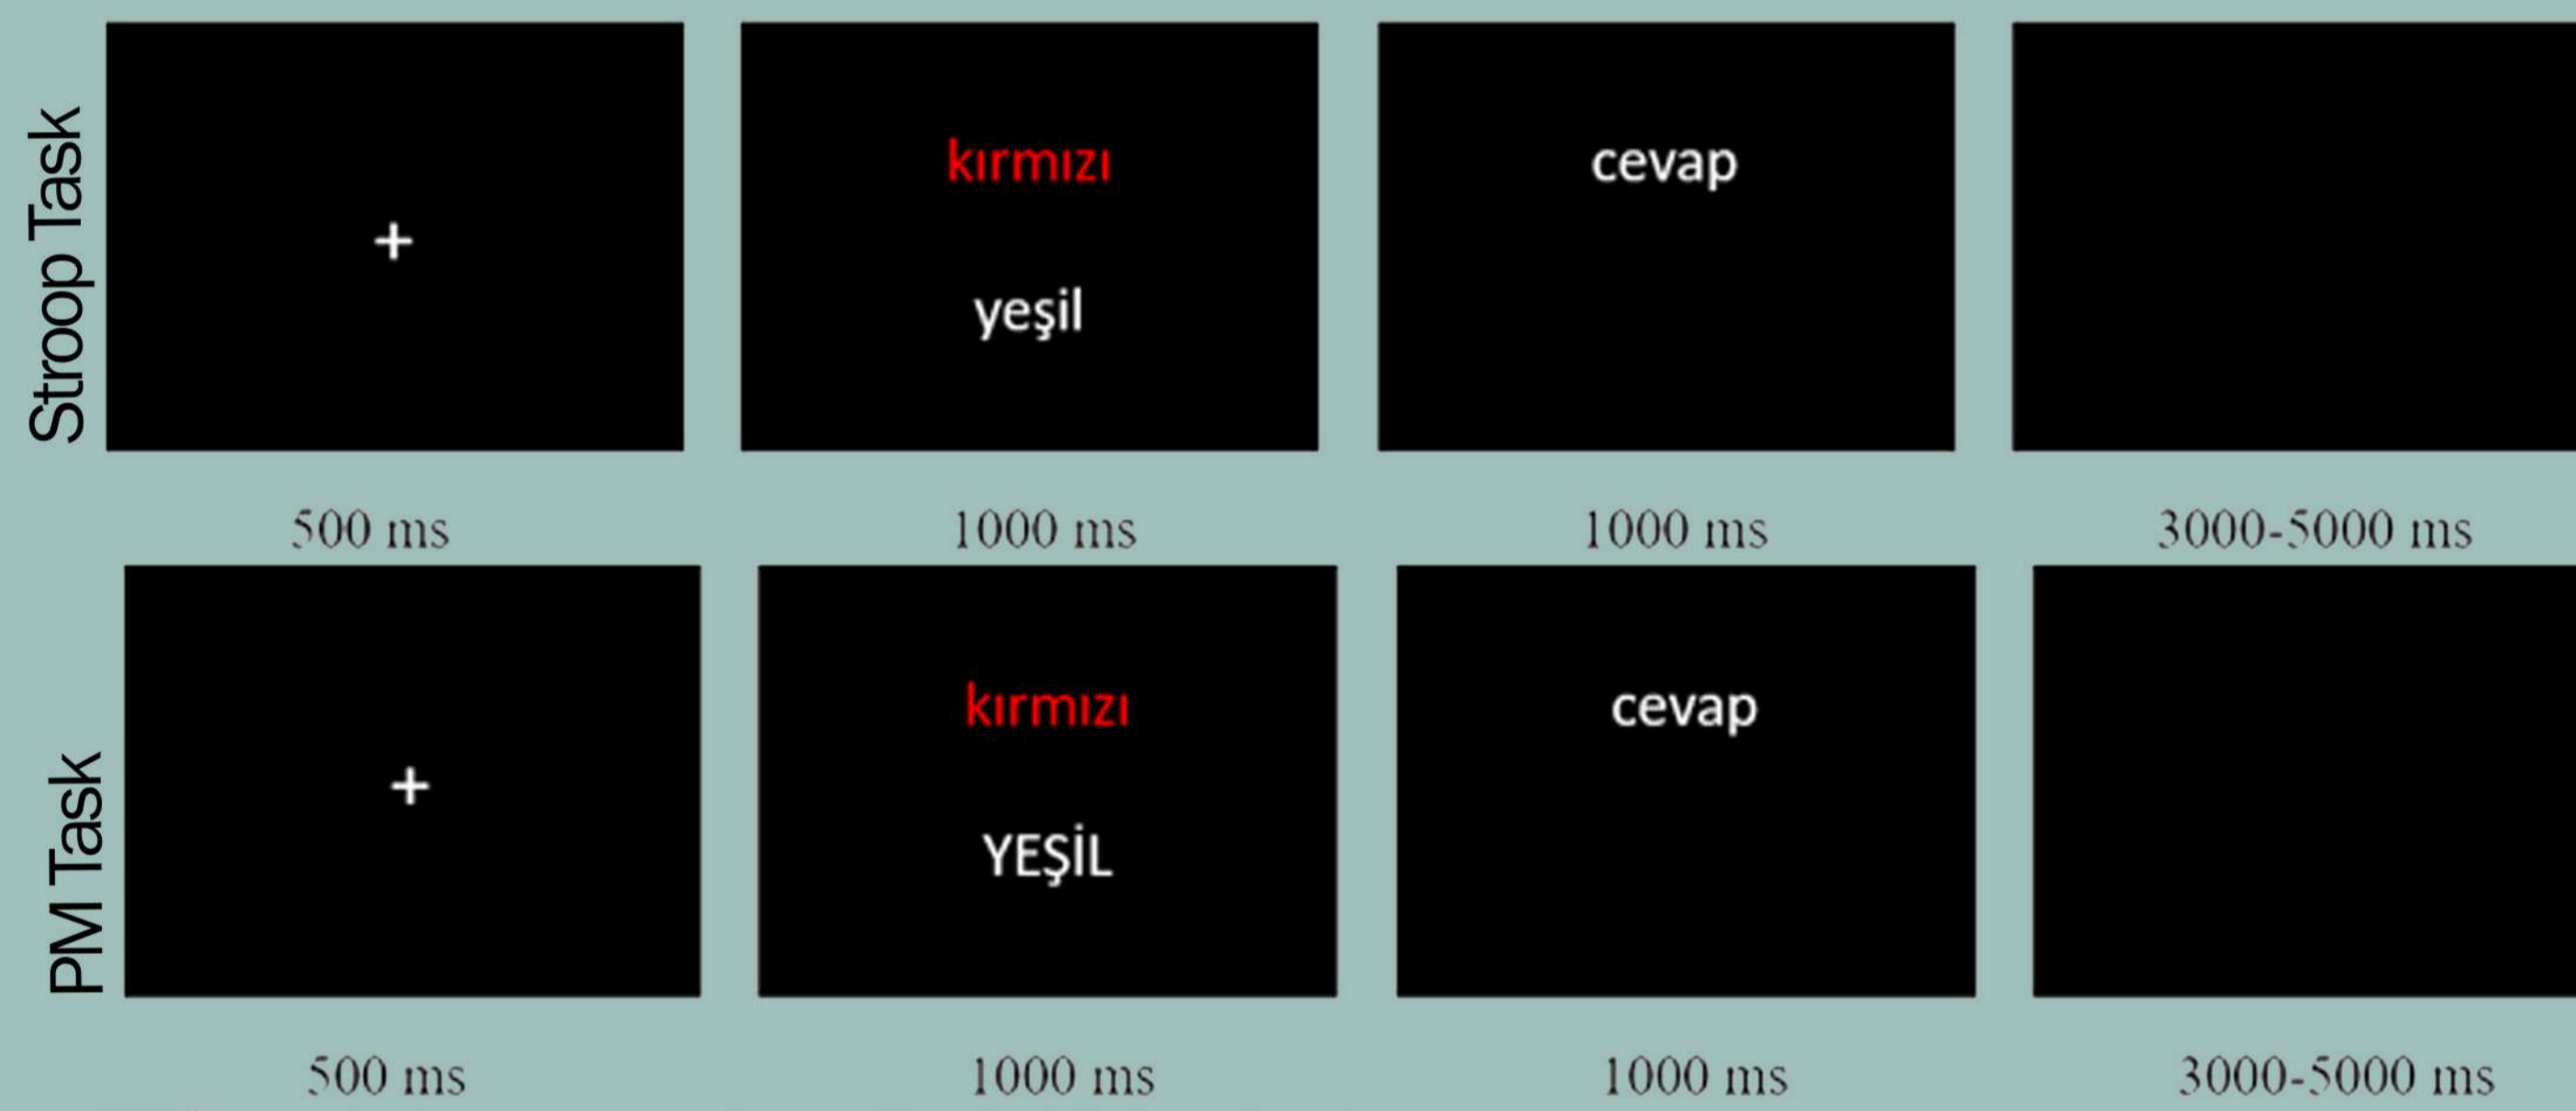 Stroop Task
+
kırmızı
yeşil
cevap
500 ms
1000 ms
1000 ms
3000-5000 ms
PM Task
+
kırmızı
YEŞİL
cevap
500 ms
1000 ms
1000 ms
3000-5000 ms